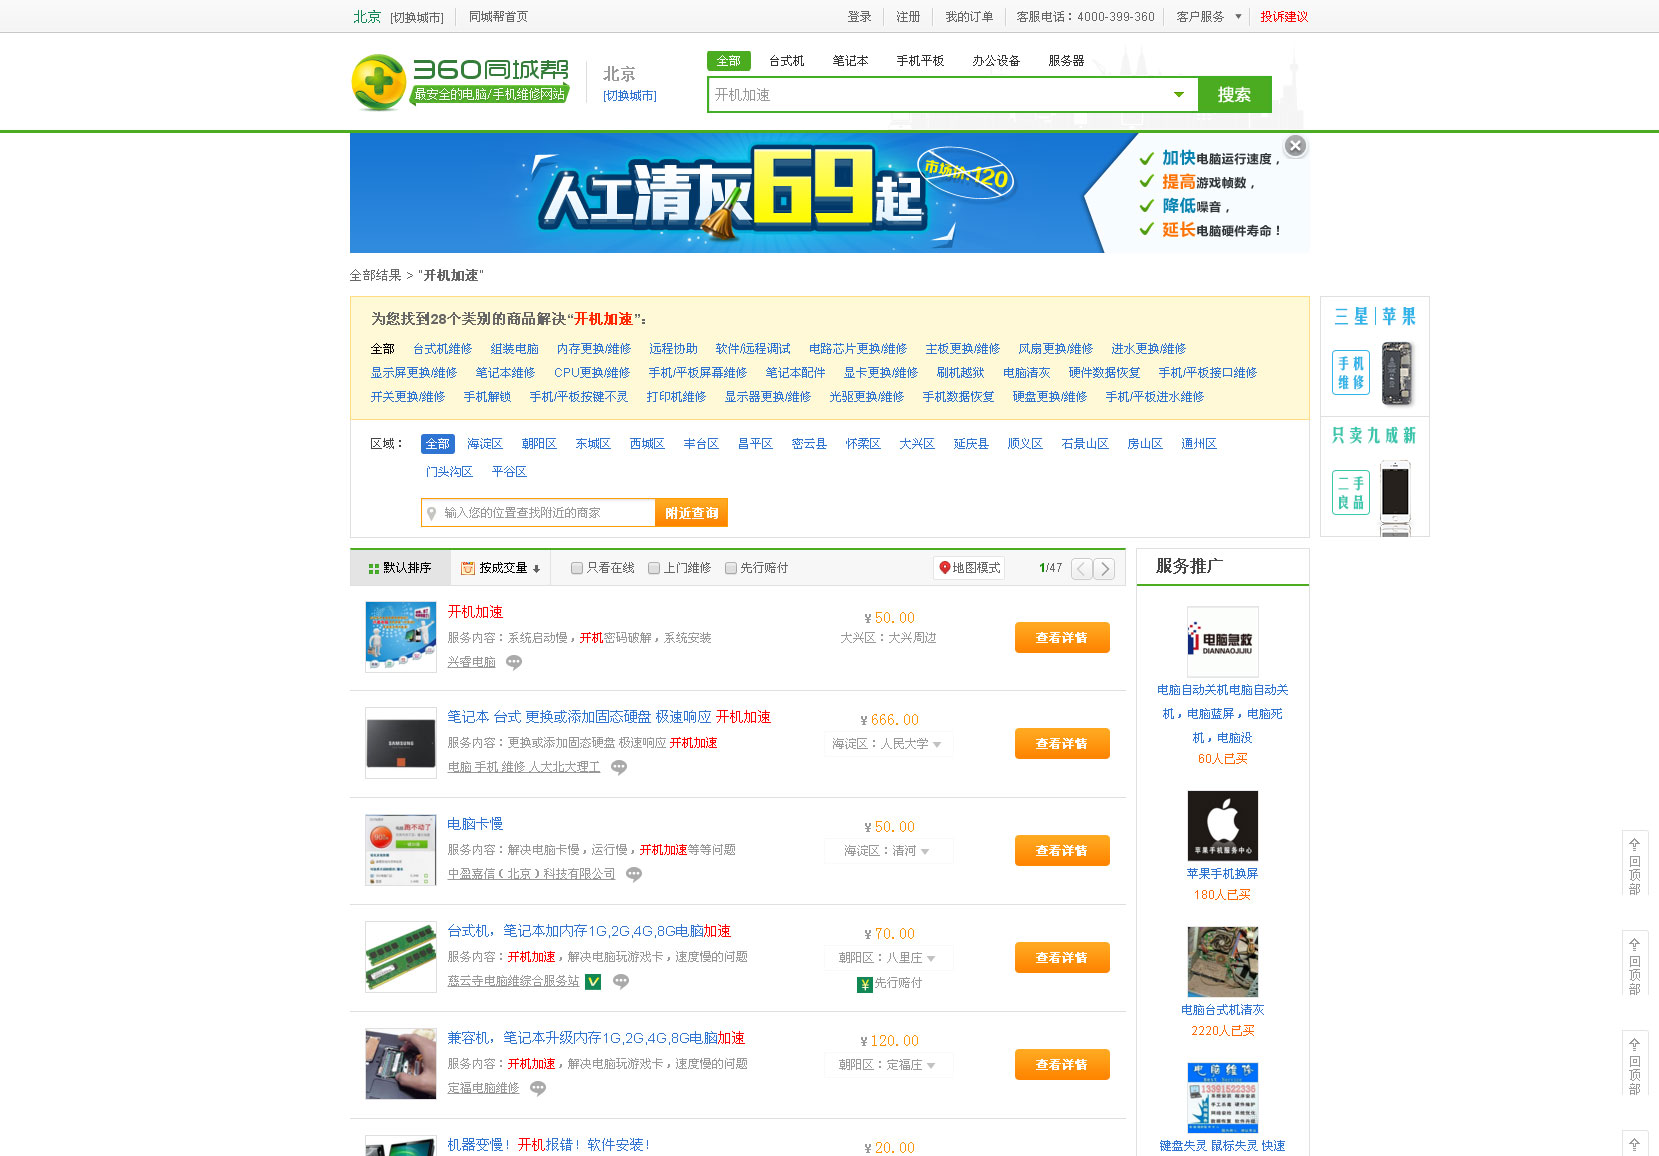 北京 [切换城市] 同城帮首页 登录 注册 我的订单 客服电话：4000-399-360 客户服务 投诉建议
360同城帮
最安全的电脑/手机维修网站
北京
[切换城市]
全部 台式机 笔记本 手机平板 办公设备 服务器
开机加速 搜索
人工清灰69起
市场价:120
加快电脑运行速度，
提高游戏帧数，
降低噪音，
延长电脑硬件寿命！
全部结果 > "开机加速"
为您找到28个类别的商品解决“开机加速”：
全部 台式机维修 组装电脑 内存更换/维修 远程协助 软件/远程调试 电路芯片更换/维修 主板更换/维修 风扇更换/维修 进水更换/维修
显示屏更换/维修 笔记本维修 CPU更换/维修 手机/平板屏幕维修 笔记本配件 显卡更换/维修 刷机越狱 电脑清灰 硬件数据恢复 手机/平板接口维修
开关更换/维修 手机解锁 手机/平板按键不灵 打印机维修 显示器更换/维修 光驱更换/维修 手机数据恢复 硬盘更换/维修 手机/平板进水维修
区域： 全部 海淀区 朝阳区 东城区 西城区 丰台区 昌平区 密云县 怀柔区 大兴区 延庆县 顺义区 石景山区 房山区 通州区
门头沟区 平谷区
输入您的位置查找附近的商家 附近查询
三星|苹果
手机
维修
只卖九成新
二手
良品
默认排序 按成交量 只看在线 上门维修 先行赔付 地图模式 1/47
开机加速
服务内容：系统启动慢，开机密码破解，系统安装
兴睿电脑
¥50.00
大兴区：大兴周边
查看详情
笔记本 台式 更换或添加固态硬盘 极速响应 开机加速
服务内容：更换或添加固态硬盘 极速响应 开机加速
电脑 手机 维修 人大北大理工
¥666.00
海淀区：人民大学
查看详情
SAMSUNG
电脑卡慢
服务内容：解决电脑卡慢，运行慢，开机加速等等问题
中盈嘉信（北京）科技有限公司
¥50.00
海淀区：清河
查看详情
台式机，笔记本加内存1G,2G,4G,8G电脑加速
服务内容：开机加速，解决电脑玩游戏卡，速度慢的问题
慈云寺电脑维综合服务站
¥70.00
朝阳区：八里庄
¥先行赔付
查看详情
兼容机，笔记本升级内存1G,2G,4G,8G电脑加速
服务内容：开机加速，解决电脑玩游戏卡，速度慢的问题
定福电脑维修
¥120.00
朝阳区：定福庄
查看详情
机器变慢！开机报错！软件安装！
¥20.00
服务推广
电脑急救
DIANNAOJIJIU
电脑自动关机电脑自动关
机，电脑蓝屏，电脑死
机，电脑没
60人已买
苹果手机服务中心
苹果手机换屏
180人已买
电脑台式机清灰
2220人已买
电脑维修
13391522336
键盘失灵 鼠标失灵 快速
回顶部
回顶部
回顶部